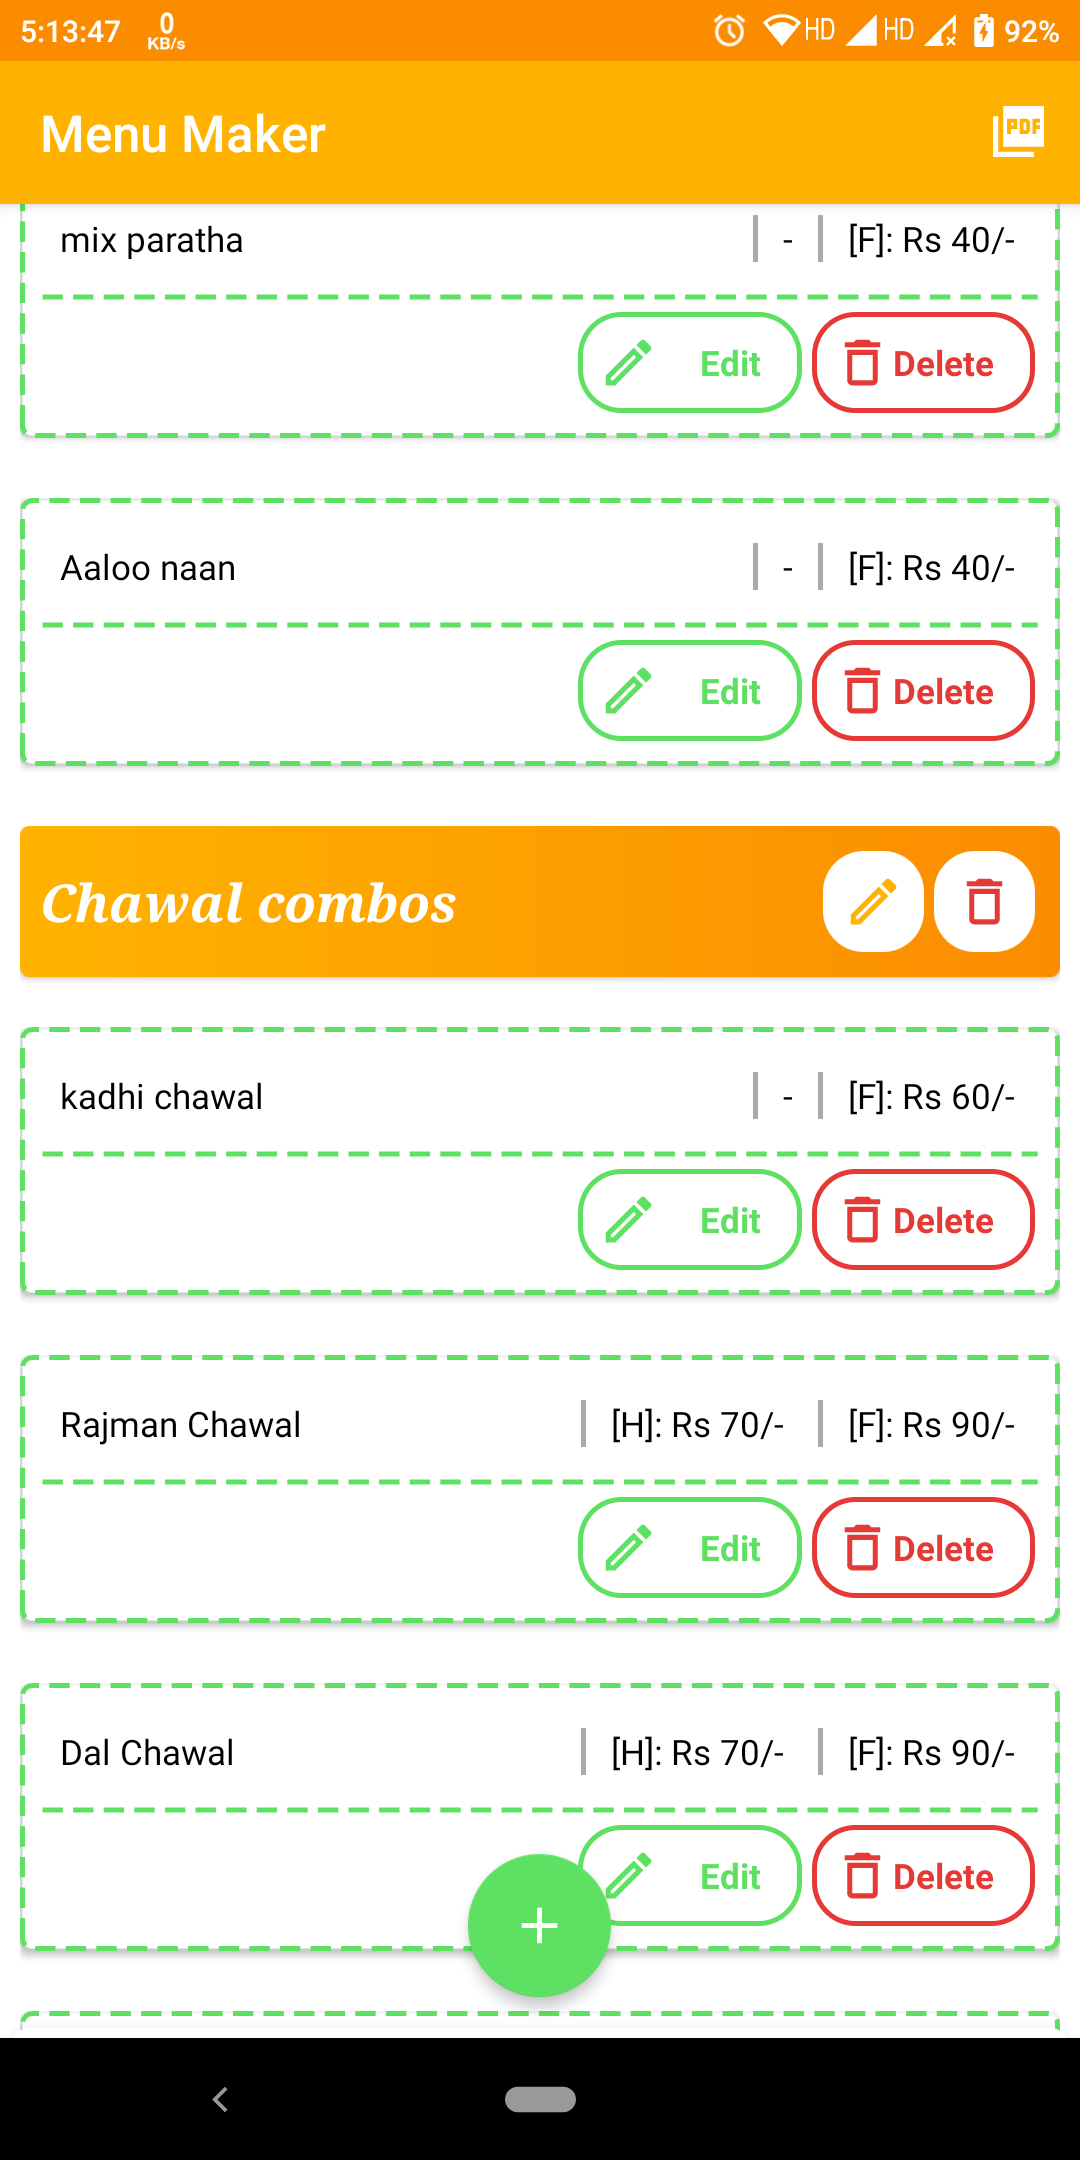 5:13:47 0 KB/s HD HD 92%
Menu Maker PDF
mix paratha | - | [F]: Rs 40/-
Edit Delete
Aaloo naan | - | [F]: Rs 40/-
Edit Delete
Chawal combos
kadhi chawal | - | [F]: Rs 60/-
Edit Delete
Rajman Chawal | [H]: Rs 70/- | [F]: Rs 90/-
Edit Delete
Dal Chawal | [H]: Rs 70/- | [F]: Rs 90/-
Edit Delete
+